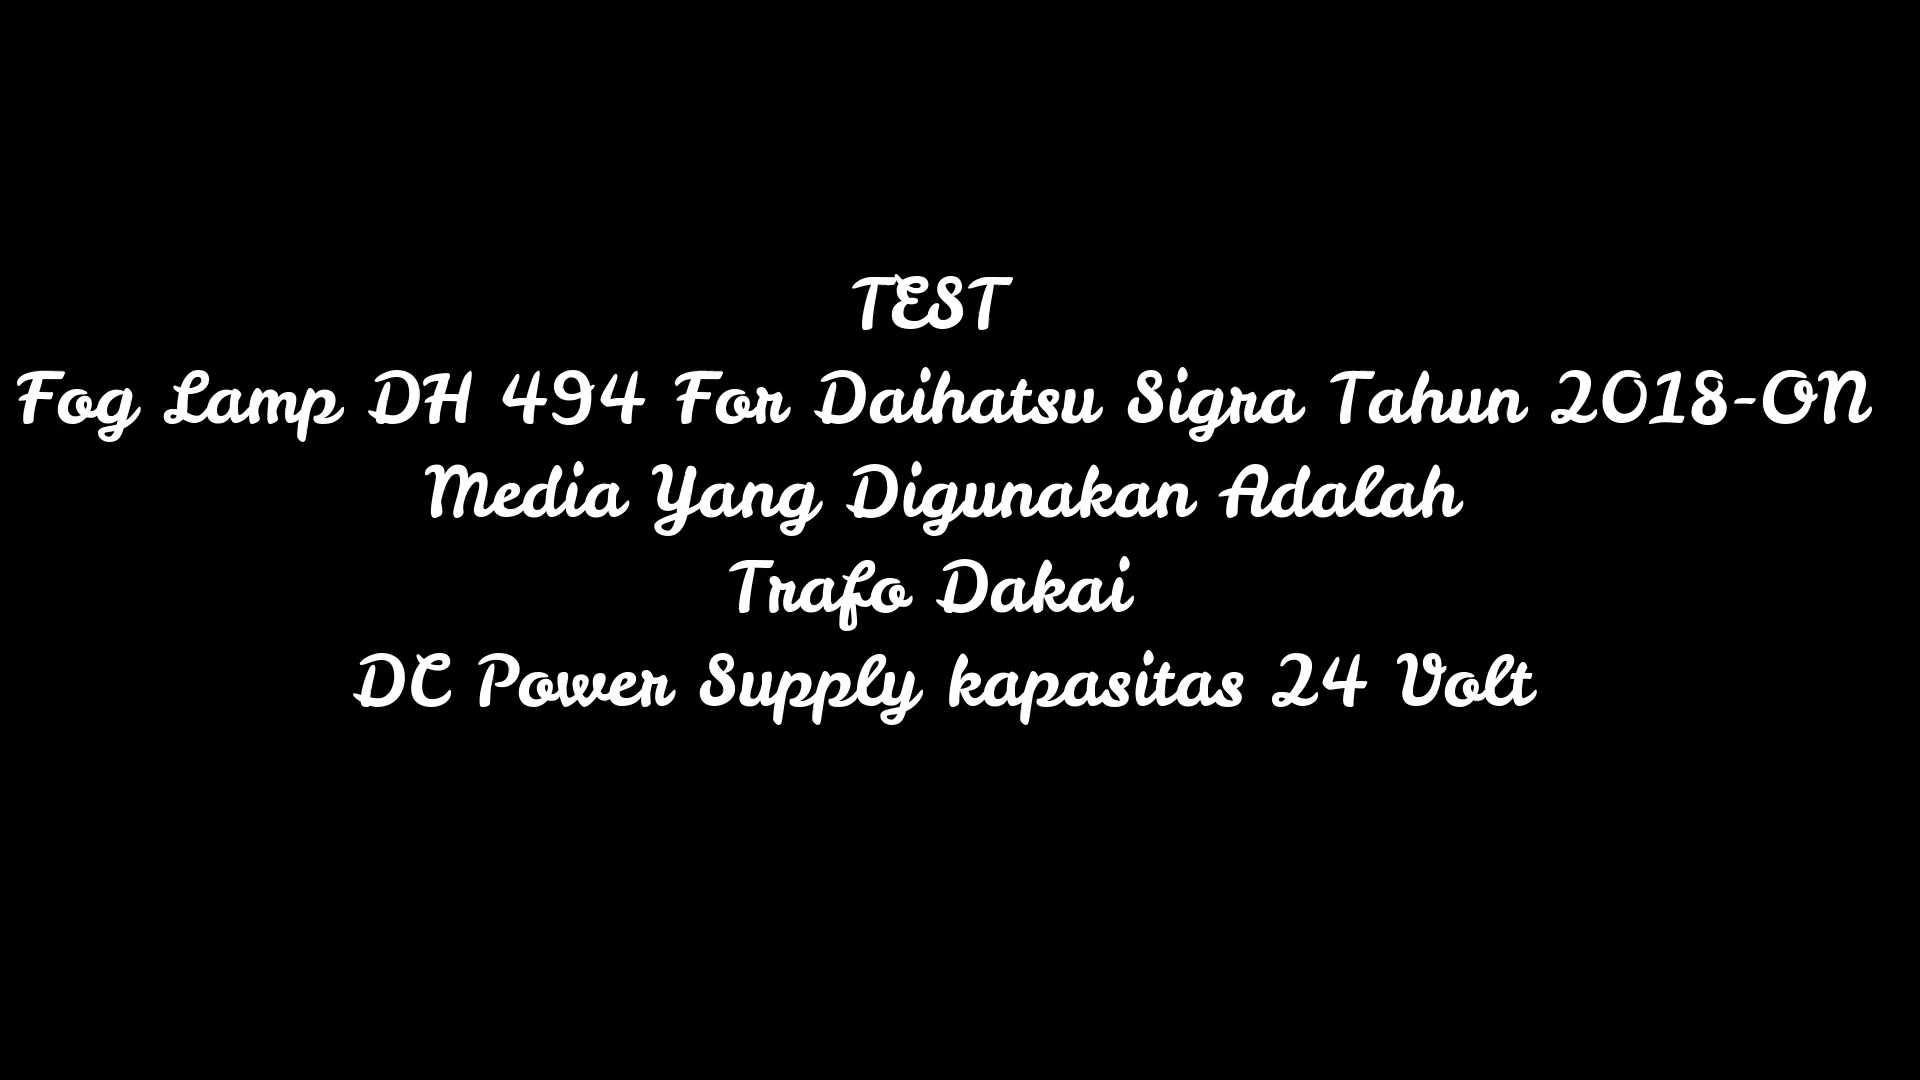 TEST
Fog Lamp DH 494 For Daihatsu Sigra Tahun 2018-ON
Media Yang Digunakan Adalah
Trafo Dakai
DC Power Supply kapasitas 24 Volt